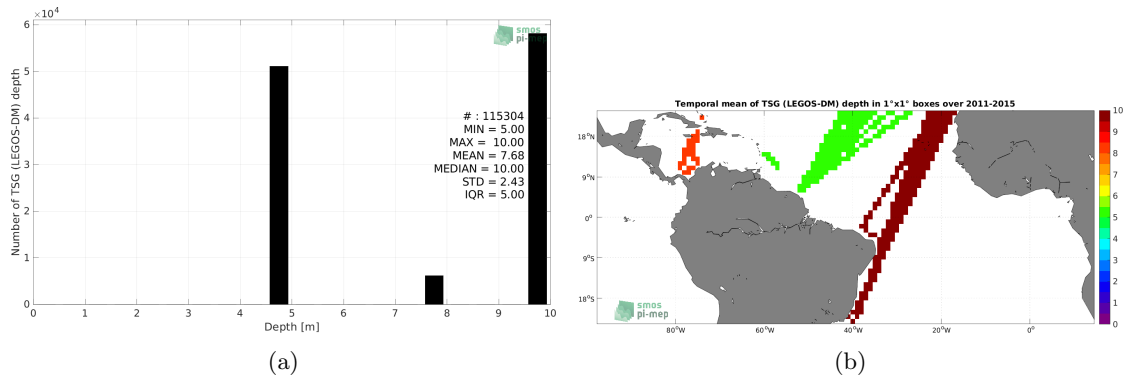 ×10⁴
6
5
4
3
2
1
0
Number of TSG (LEGOS-DM) depth
smos
pi-mep
# : 115304
MIN = 5.00
MAX = 10.00
MEAN = 7.68
MEDIAN = 10.00
STD = 2.43
IQR = 5.00
0 1 2 3 4 5 6 7 8 9 10
Depth [m]
(a)
Temporal mean of TSG (LEGOS-DM) depth in 1°x1° boxes over 2011-2015
18°N
9°N
0°
9°S
18°S
smos
pi-mep
80°W 60°W 40°W 20°W 0°
10
9
8
7
6
5
4
3
2
1
0
(b)